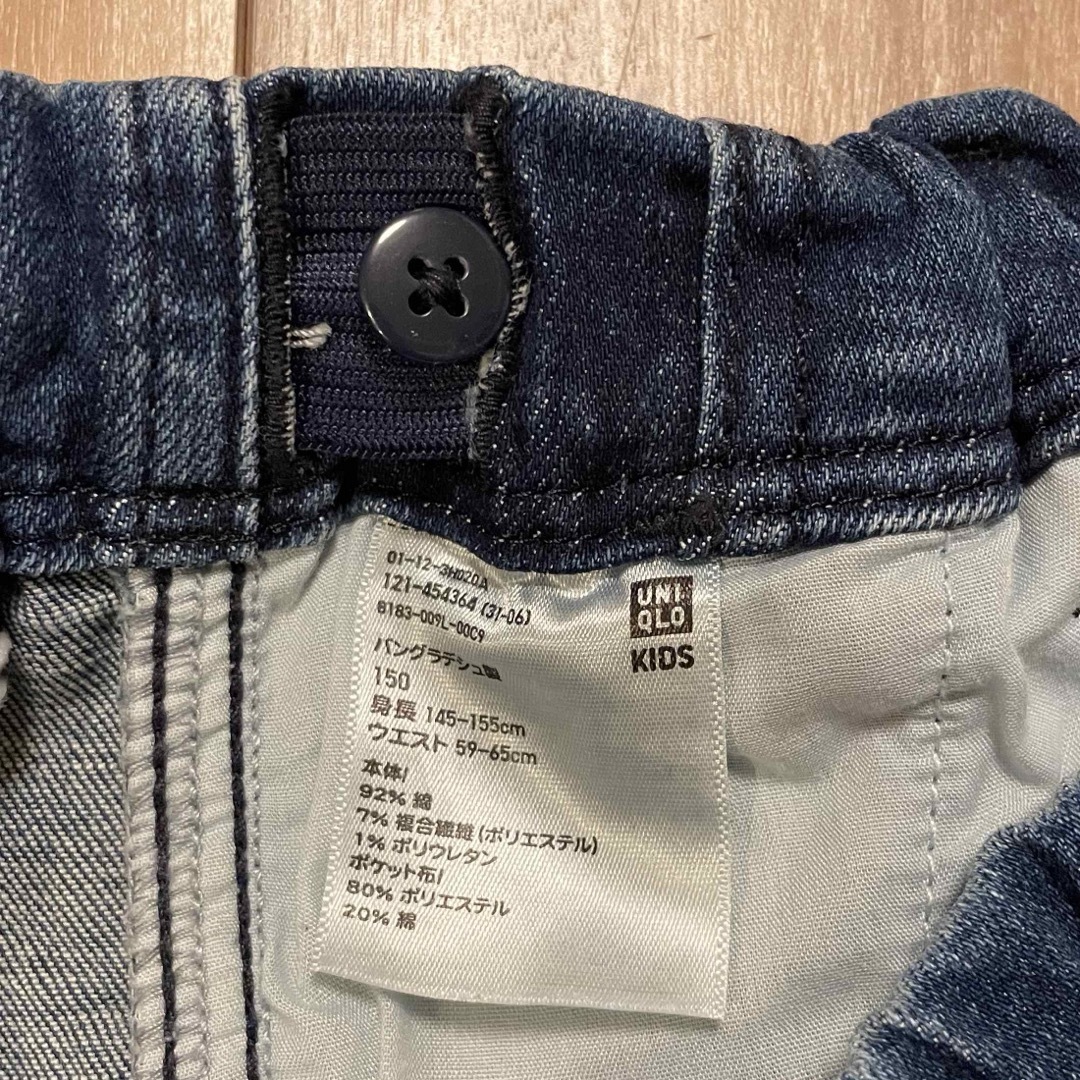 01-12-3H020A
121-454364 (31-06)
8183-009L-00C9
バングラデシュ製
150
身長 145-155cm
ウエスト 59-65cm
本体/
92% 綿
7% 複合繊維(ポリエステル)
1% ポリウレタン
ポケット布/
80% ポリエステル
20% 綿
UNI
QLO
KIDS